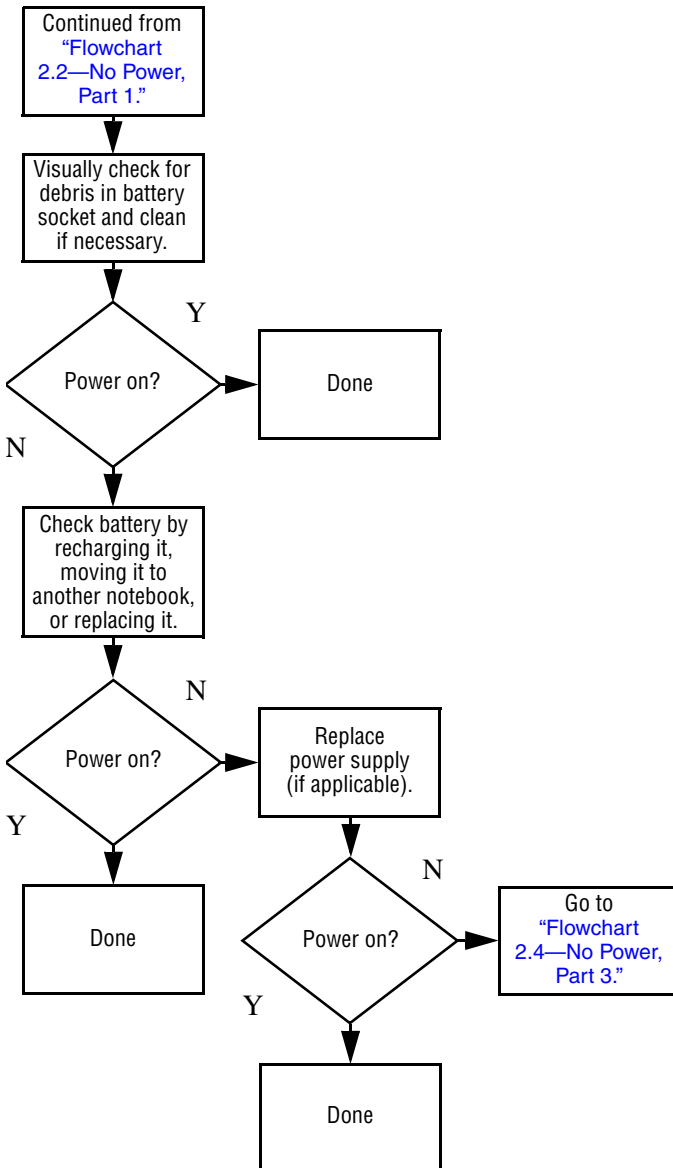 Continued from
“Flowchart
2.2—No Power,
Part 1.”
Visually check for
debris in battery
socket and clean
if necessary.
Y
Power on?
Done
N
Check battery by
recharging it,
moving it to
another notebook,
or replacing it.
N
Power on?
Replace
power supply
(if applicable).
Y
Done
N
Power on?
Go to
“Flowchart
2.4—No Power,
Part 3.”
Y
Done